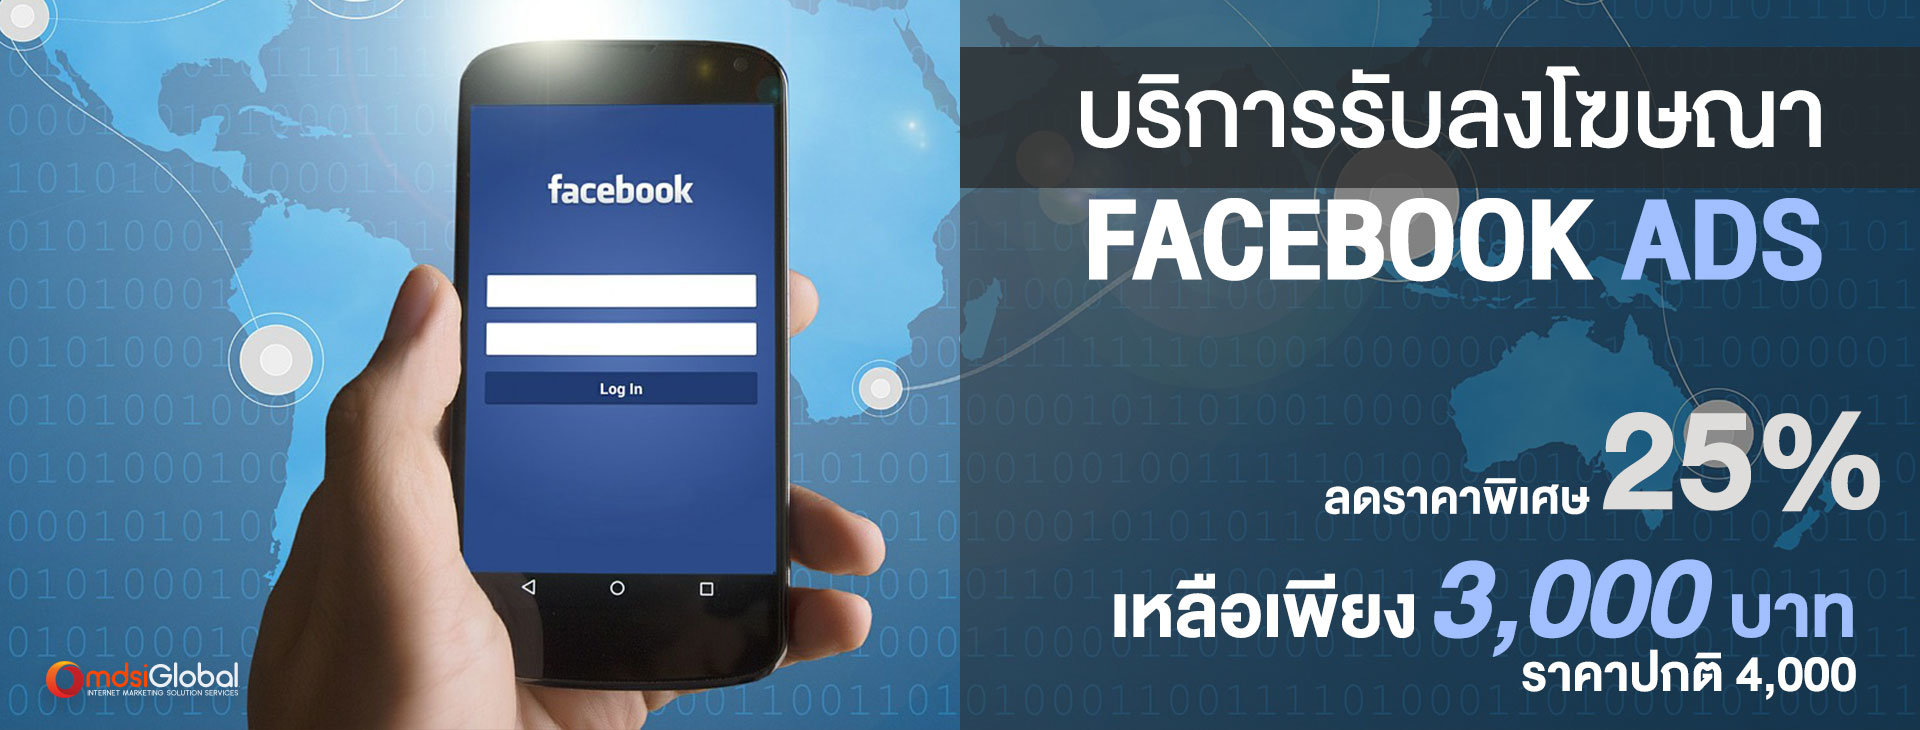 facebook
Log In
mdsiGlobal
INTERNET MARKETING SOLUTION SERVICES
บริการรับลงโฆษณา
FACEBOOK ADS
ลดราคาพิเศษ 25%
เหลือเพียง 3,000 บาท
ราคาปกติ 4,000